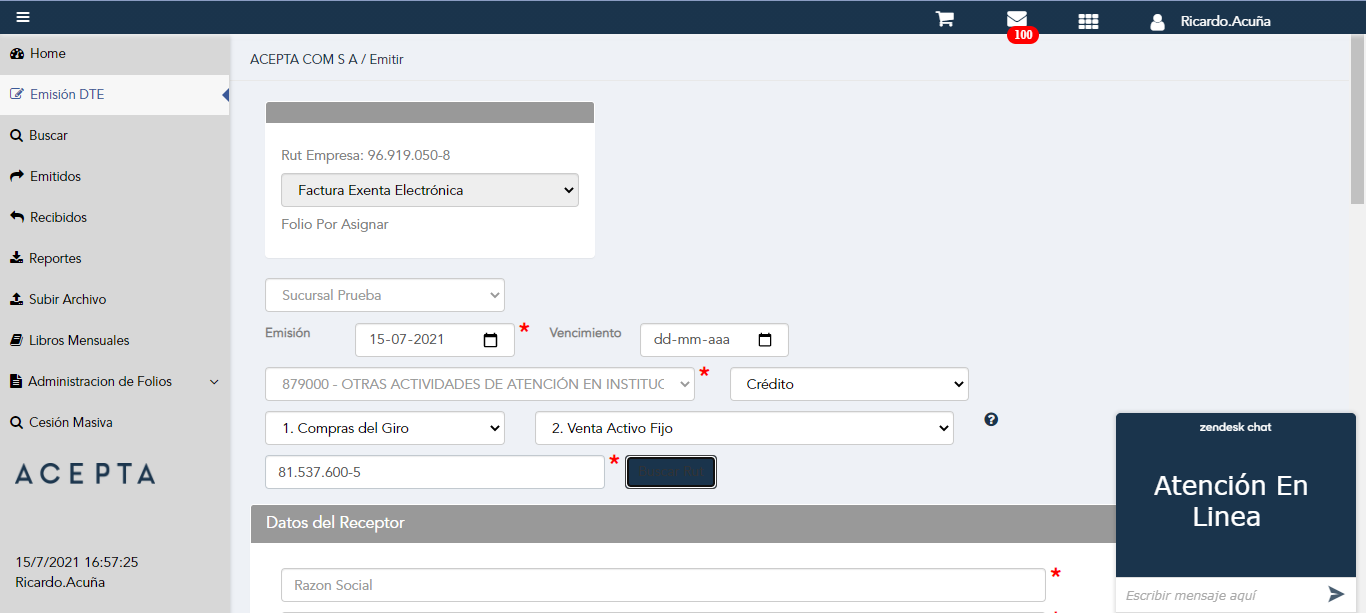 100
Ricardo.Acuña
Home
Emisión DTE
Buscar
Emitidos
Recibidos
Reportes
Subir Archivo
Libros Mensuales
Administracion de Folios
Cesión Masiva
ACEPTA
15/7/2021 16:57:25
Ricardo.Acuña
ACEPTA COM S A / Emitir
Rut Empresa: 96.919.050-8
Factura Exenta Electrónica
Folio Por Asignar
Sucursal Prueba
Emisión 15-07-2021 * Vencimiento dd-mm-aaa
879000 - OTRAS ACTIVIDADES DE ATENCIÓN EN INSTITUC * Crédito
1. Compras del Giro 2. Venta Activo Fijo
81.537.600-5 *
Datos del Receptor
Razon Social *
zendesk chat
Atención En
Linea
Escribir mensaje aquí